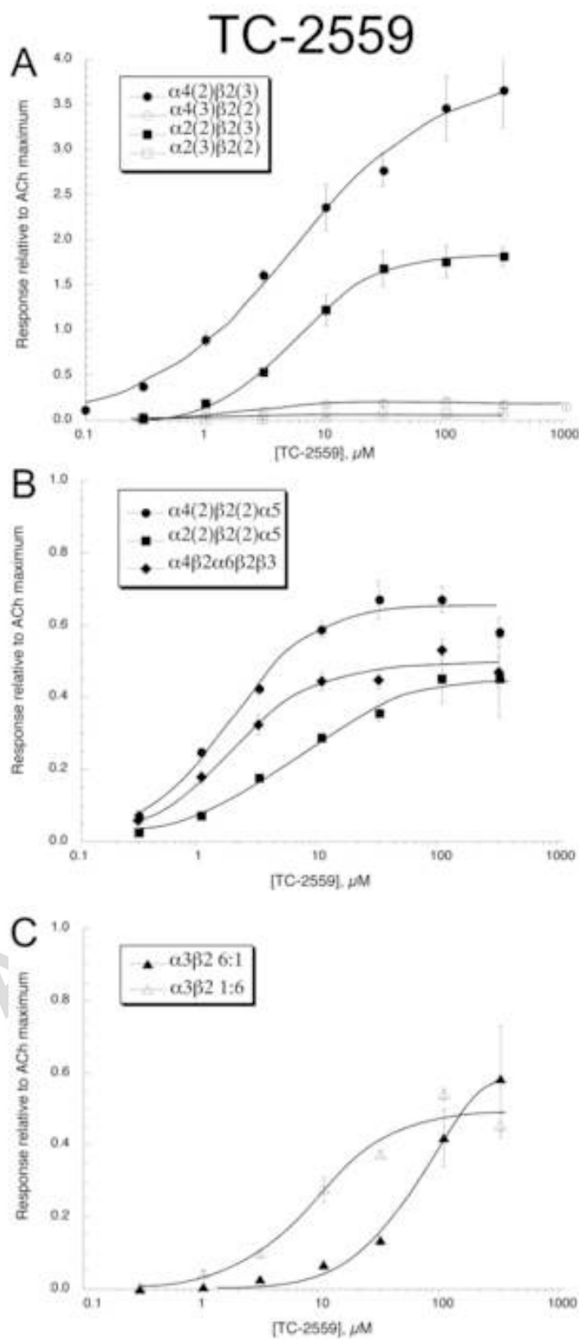 TC-2559
A
α4(2)β2(3)
α4(3)β2(2)
α2(2)β2(3)
α2(3)β2(2)
Response relative to ACh maximum
4.0
3.5
3.0
2.5
2.0
1.5
1.0
0.5
0.0
0.1 1 10 100 1000
[TC-2559], µM
B
α4(2)β2(2)α5
α2(2)β2(2)α5
α4β2α6β2β3
Response relative to ACh maximum
1.0
0.8
0.6
0.4
0.2
0.0
0.1 1 10 100 1000
[TC-2559], µM
C
α3β2 6:1
α3β2 1:6
Response relative to ACh maximum
1.0
0.8
0.6
0.4
0.2
0.0
0.1 1 10 100 1000
[TC-2559], µM